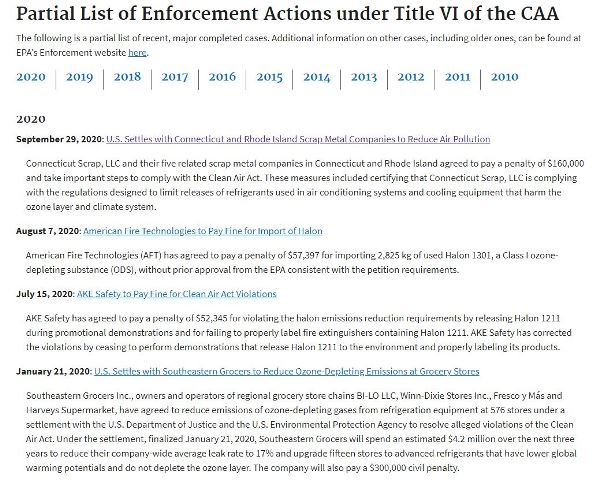 Partial List of Enforcement Actions under Title VI of the CAA
The following is a partial list of recent, major completed cases. Additional information on other cases, including older ones, can be found at
EPA's Enforcement website here.
2020 2019 2018 2017 2016 2015 2014 2013 2012 2011 2010
2020
September 29, 2020: U.S. Settles with Connecticut and Rhode Island Scrap Metal Companies to Reduce Air Pollution
Connecticut Scrap, LLC and their five related scrap metal companies in Connecticut and Rhode Island agreed to pay a penalty of $160,000
and take important steps to comply with the Clean Air Act. These measures included certifying that Connecticut Scrap, LLC is complying
with the regulations designed to limit releases of refrigerants used in air conditioning systems and cooling equipment that harm the
ozone layer and climate system.
August 7, 2020: American Fire Technologies to Pay Fine for Import of Halon
American Fire Technologies (AFT) has agreed to pay a penalty of $57,397 for importing 2,825 kg of used Halon 1301, a Class I ozone-
depleting substance (ODS), without prior approval from the EPA consistent with the petition requirements.
July 15, 2020: AKE Safety to Pay Fine for Clean Air Act Violations
AKE Safety has agreed to pay a penalty of $52,345 for violating the halon emissions reduction requirements by releasing Halon 1211
during promotional demonstrations and for failing to properly label fire extinguishers containing Halon 1211. AKE Safety has corrected
the violations by ceasing to perform demonstrations that release Halon 1211 to the environment and properly labeling its products.
January 21, 2020: U.S. Settles with Southeastern Grocers to Reduce Ozone-Depleting Emissions at Grocery Stores
Southeastern Grocers Inc., owners and operators of regional grocery store chains BI-LO LLC, Winn-Dixie Stores Inc., Fresco y Más and
Harveys Supermarket, have agreed to reduce emissions of ozone-depleting gases from refrigeration equipment at 576 stores under a
settlement with the U.S. Department of Justice and the U.S. Environmental Protection Agency to resolve alleged violations of the Clean
Air Act. Under the settlement, finalized January 21, 2020, Southeastern Grocers will spend an estimated $4.2 million over the next three
years to reduce their company-wide average leak rate to 17% and upgrade fifteen stores to advanced refrigerants that have lower global
warming potentials and do not deplete the ozone layer. The company will also pay a $300,000 civil penalty.